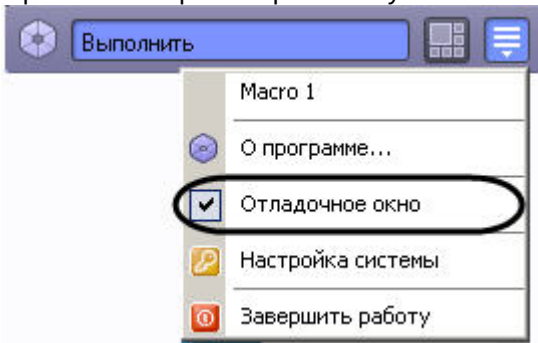 Выполнить
Macro 1
О программе...
Отладочное окно
Настройка системы
Завершить работу